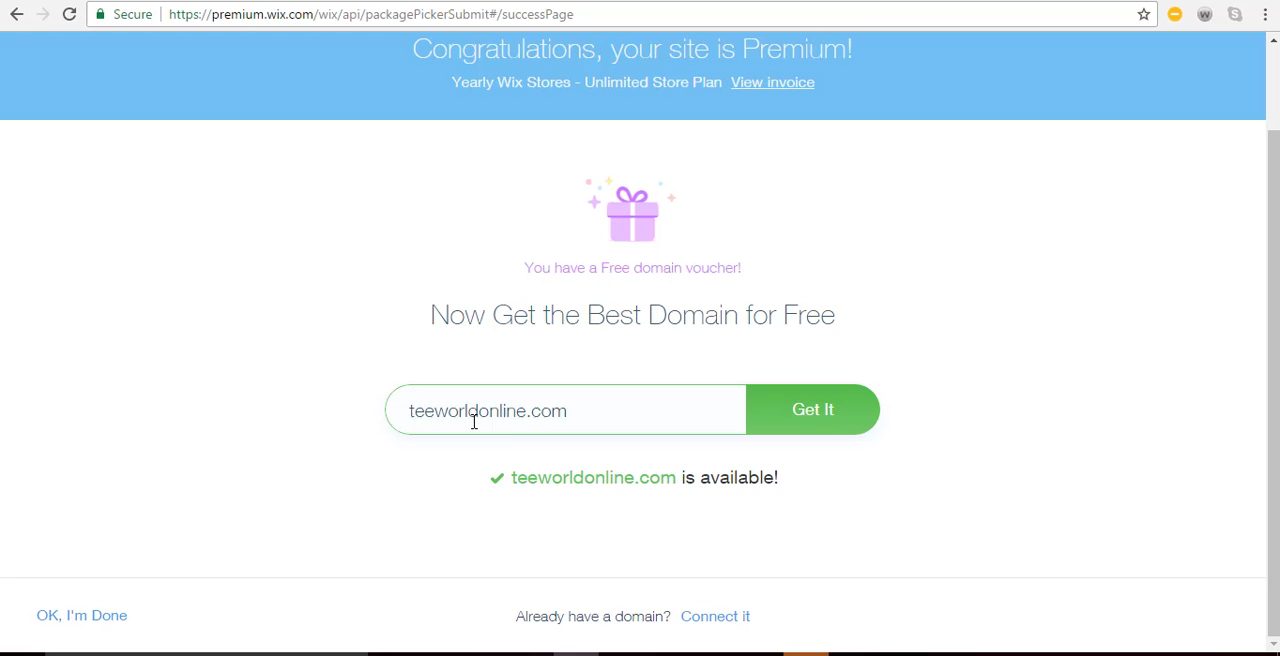 Secure https://premium.wix.com/wix/api/packagePickerSubmit#/successPage
Congratulations, your site is Premium!
Yearly Wix Stores - Unlimited Store Plan View invoice
You have a Free domain voucher!
Now Get the Best Domain for Free
teeworldonline.com Get It
teeworldonline.com is available!
OK, I'm Done Already have a domain? Connect it